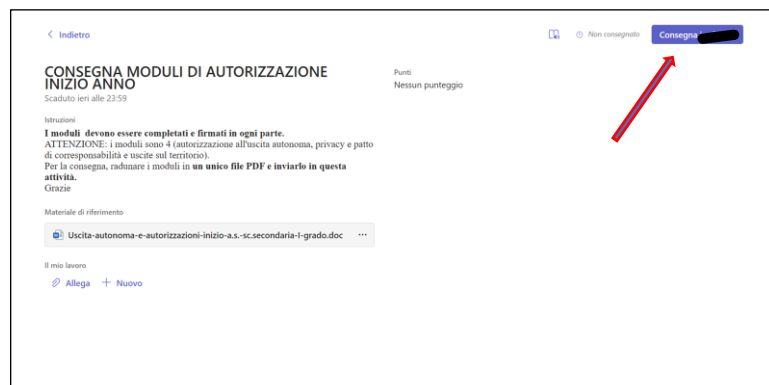 Indietro
Non consegnato
Consegna
CONSEGNA MODULI DI AUTORIZZAZIONE
INIZIO ANNO
Scaduto ieri alle 23:59
Punti
Nessun punteggio
Istruzioni
I moduli devono essere completati e firmati in ogni parte.
ATTENZIONE: i moduli sono 4 (autorizzazione all'uscita autonoma, privacy e patto
di corresponsabilità e uscite sul territorio).
Per la consegna, radunare i moduli in un unico file PDF e inviarlo in questa
attività.
Grazie
Materiale di riferimento
Uscita-autonoma-e-autorizzazioni-inizio-a.s.-sc.secondaria-I-grado.doc ···
Il mio lavoro
Allega + Nuovo